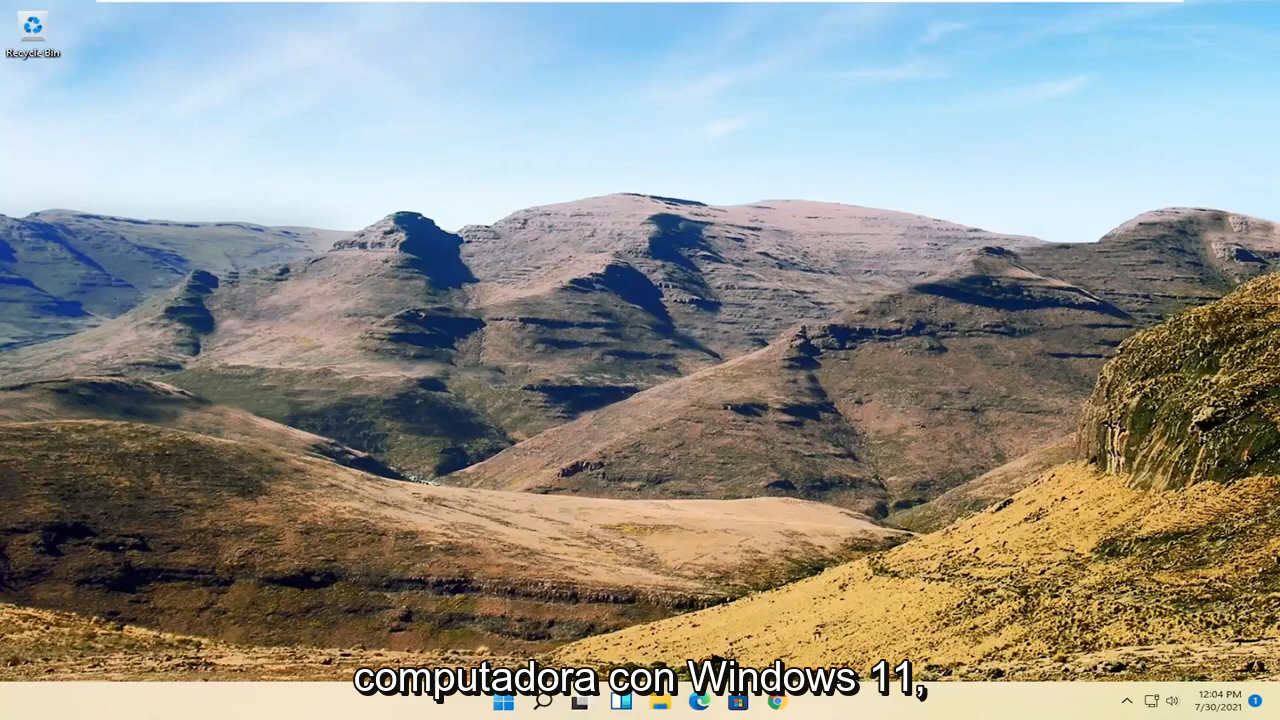 Recycle Bin
computadora con Windows 11,
12:04 PM
7/30/2021
1